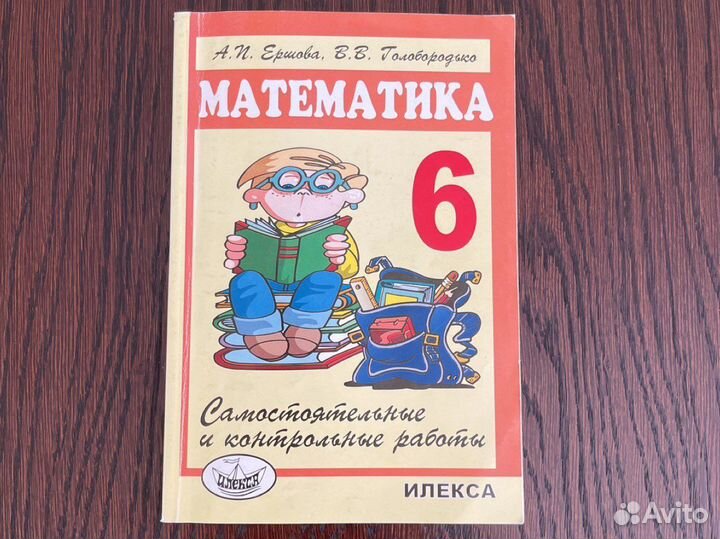 А.П. Ершова, В.В. Голобородько
МАТЕМАТИКА
6
Самостоятельные
и контрольные работы
ИЛЕКСА
ИЛЕКСА
Avito